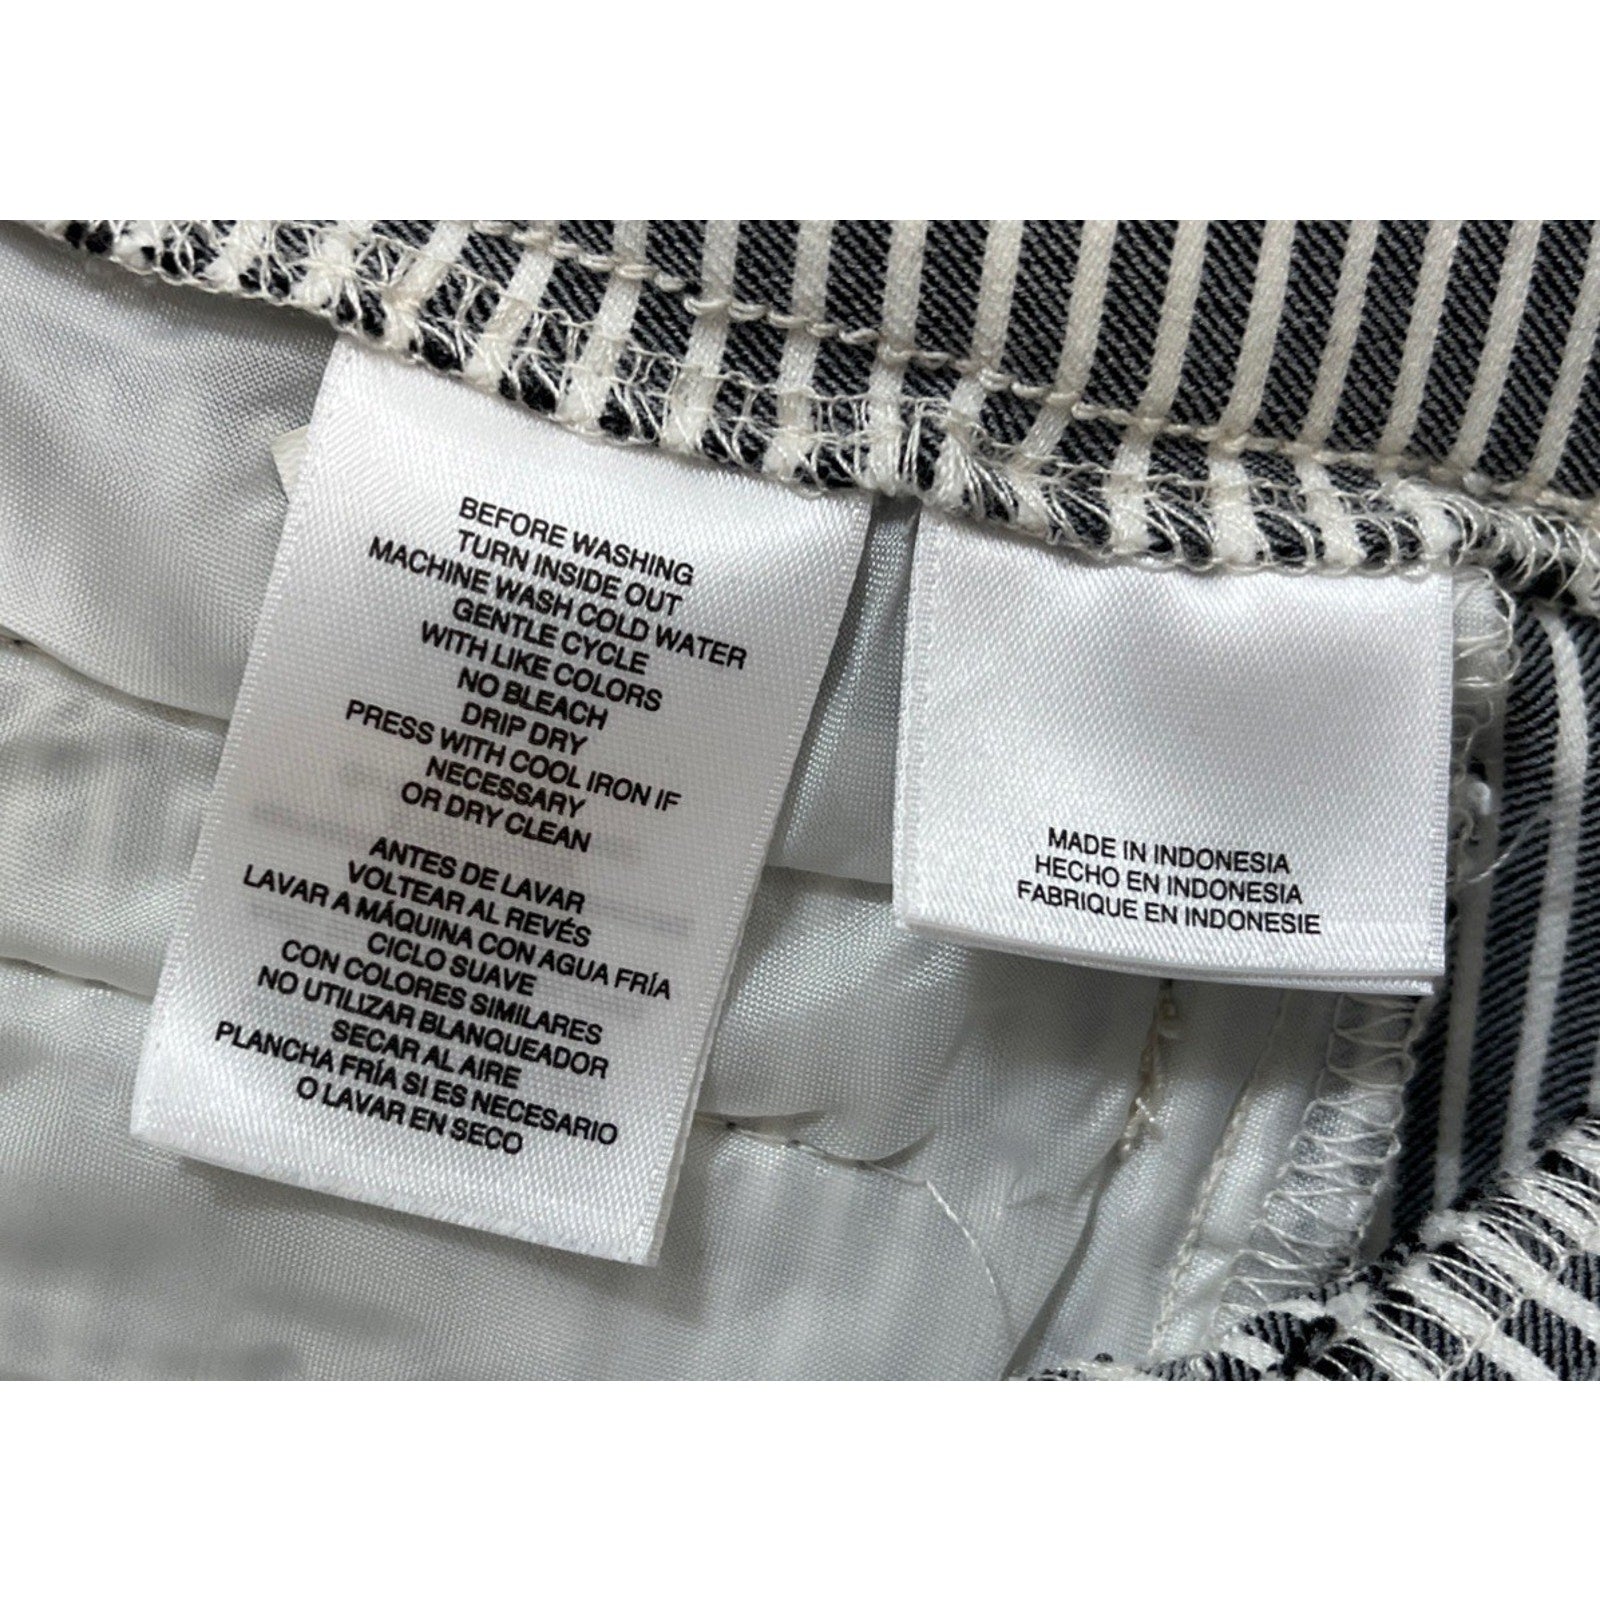 BEFORE WASHING
TURN INSIDE OUT
MACHINE WASH COLD WATER
GENTLE CYCLE
WITH LIKE COLORS
NO BLEACH
DRIP DRY
PRESS WITH COOL IRON IF
NECESSARY
OR DRY CLEAN
ANTES DE LAVAR
VOLTEAR AL REVÉS
LAVAR A MÁQUINA CON AGUA FRÍA
CICLO SUAVE
CON COLORES SIMILARES
NO UTILIZAR BLANQUEADOR
SECAR AL AIRE
PLANCHA FRÍA SI ES NECESARIO
O LAVAR EN SECO
MADE IN INDONESIA
HECHO EN INDONESIA
FABRIQUE EN INDONESIE